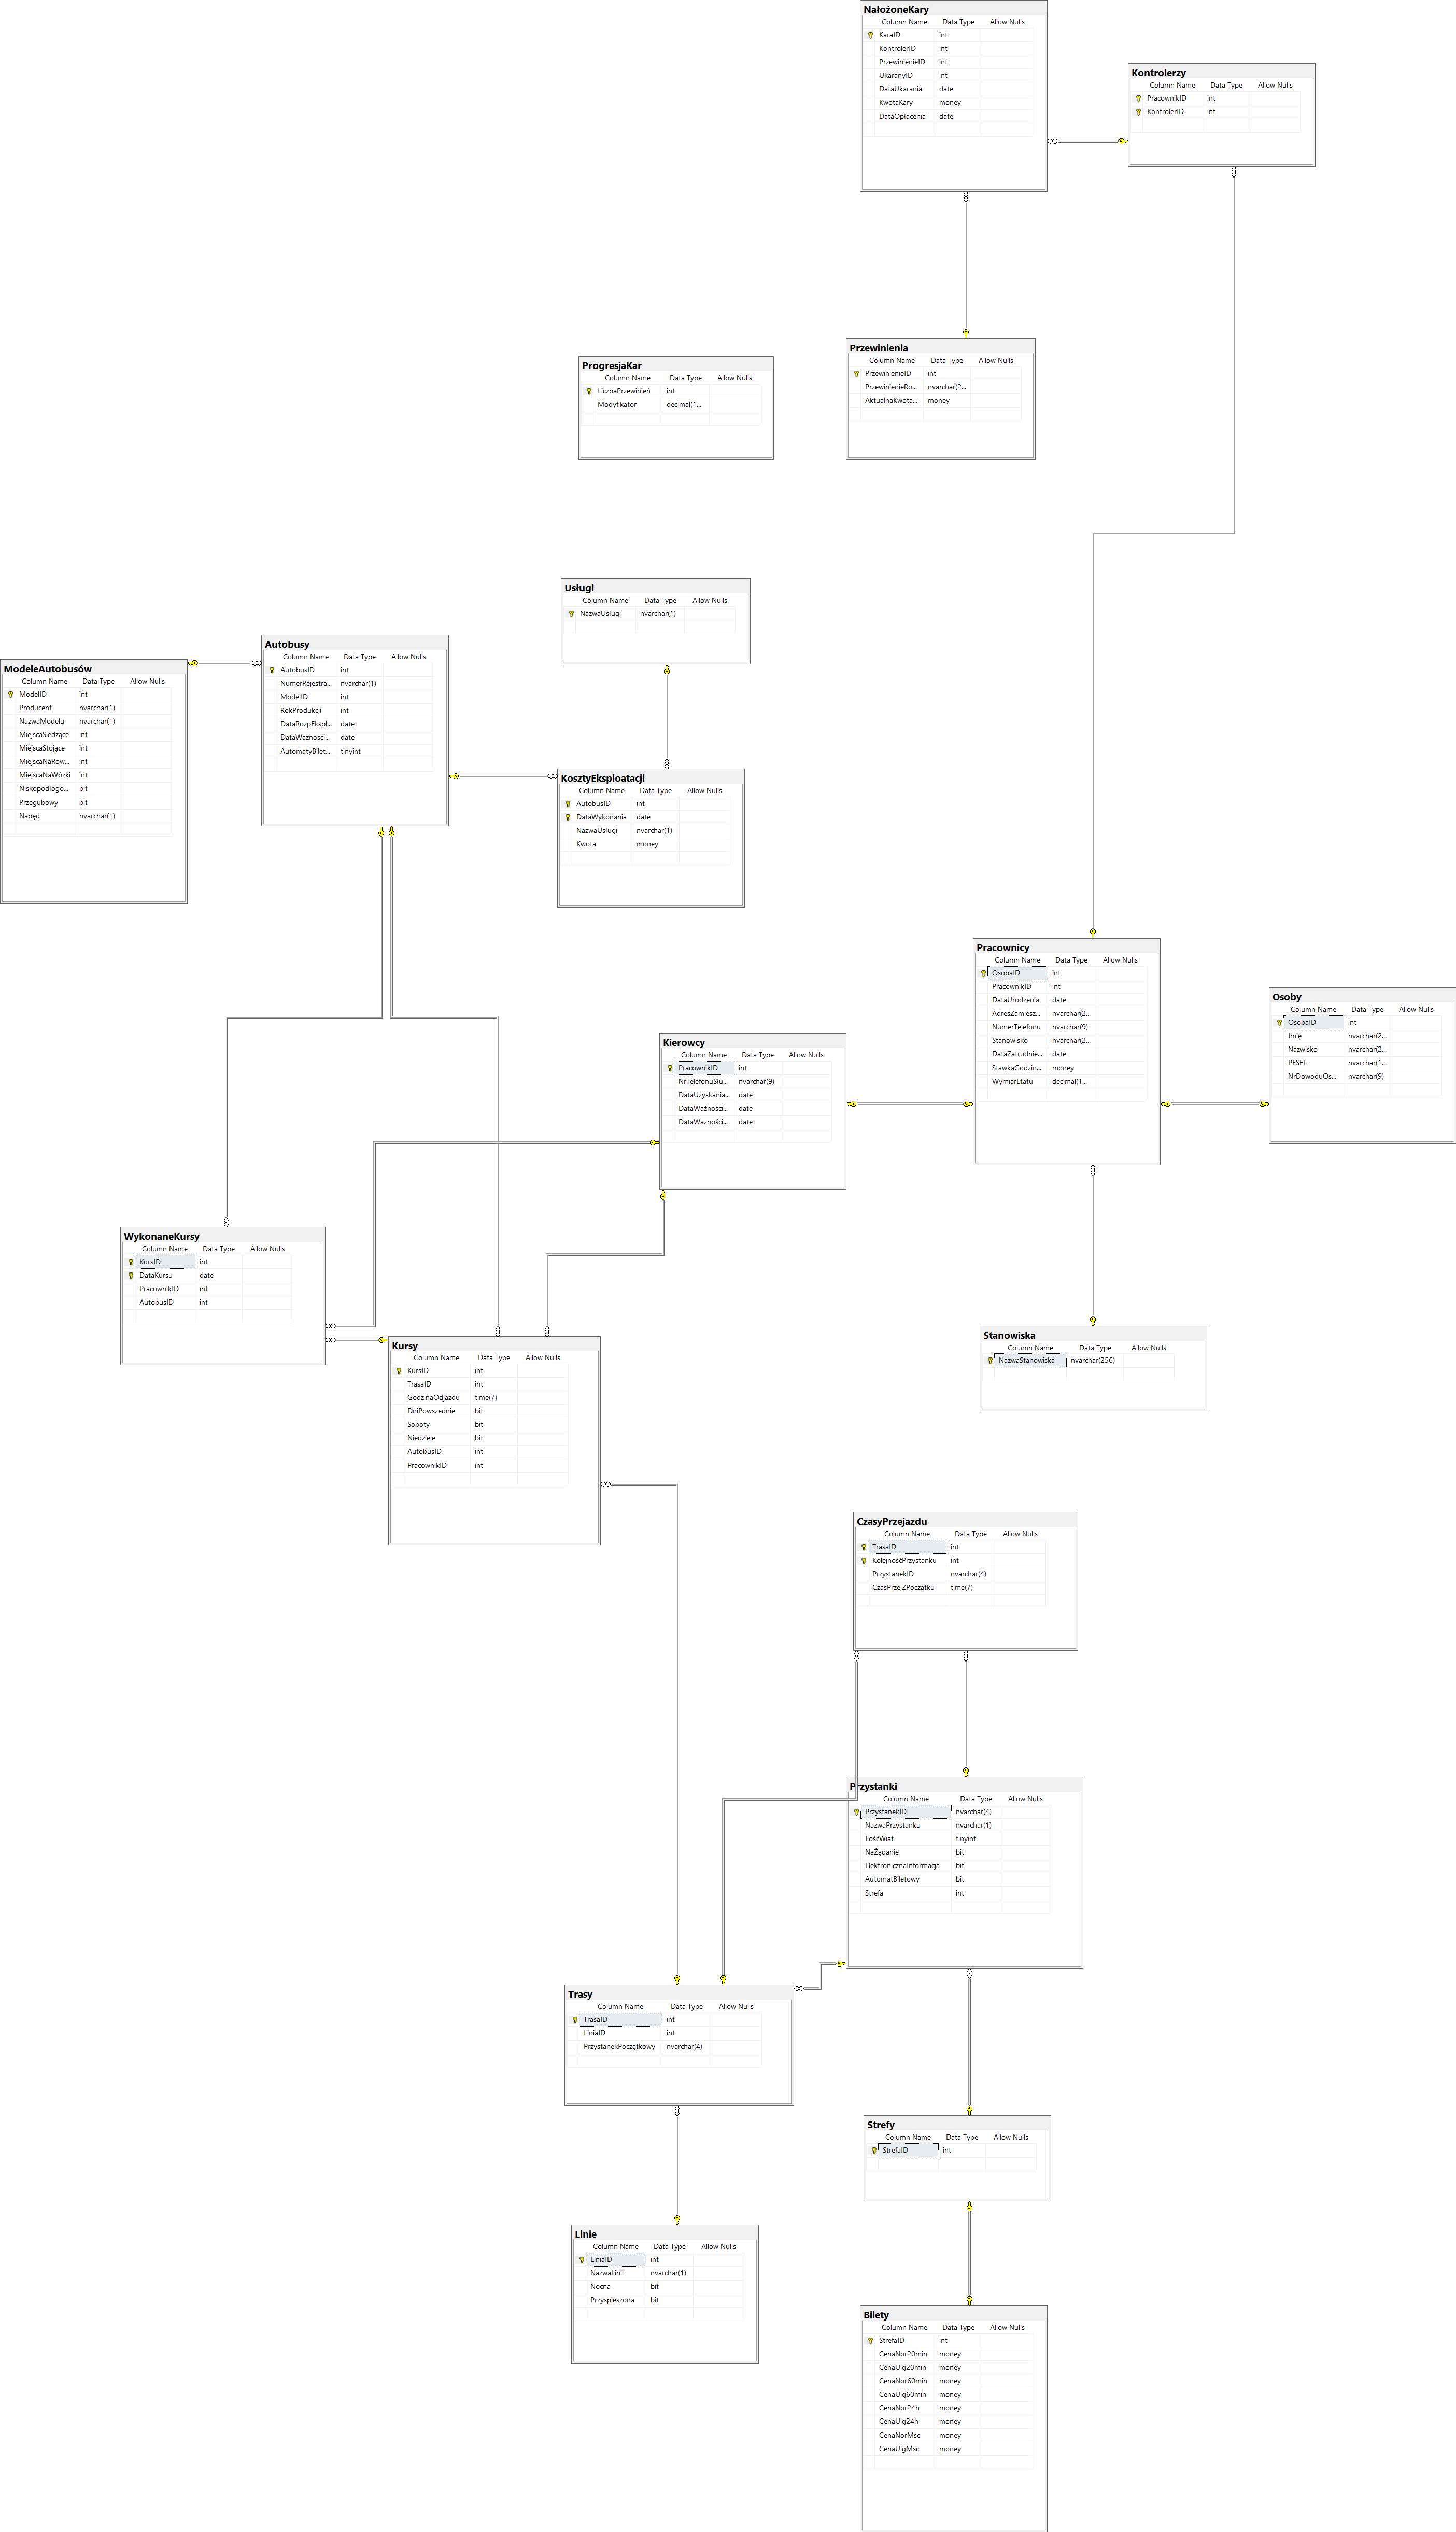 NałożoneKary
Column Name Data Type Allow Nulls
KaraID int
KontrolerID int
PrzewinienieID int
UkaranyID int
DataUkarania date
KwotaKary money
DataOpłacenia date
Kontrolerzy
Column Name Data Type Allow Nulls
PracownikID int
KontrolerID int
ProgresjaKar
Column Name Data Type Allow Nulls
LiczbaPrzewinień int
Modyfikator decimal(1...
Przewinienia
Column Name Data Type Allow Nulls
PrzewinienieID int
PrzewinienieRo... nvarchar(2...
AktualnaKwota... money
Usługi
Column Name Data Type Allow Nulls
NazwaUsługi nvarchar(1)
Autobusy
Column Name Data Type Allow Nulls
AutobusID int
NumerRejestra... nvarchar(1)
ModelID int
RokProdukcji int
DataRozpEkspl... date
DataWaznosci... date
AutomatyBilet... tinyint
ModeleAutobusów
Column Name Data Type Allow Nulls
ModelID int
Producent nvarchar(1)
NazwaModelu nvarchar(1)
MiejscaSiedzące int
MiejscaStojące int
MiejscaNaRow... int
MiejscaNaWózki int
Niskopodłogo... bit
Przegubowy bit
Napęd nvarchar(1)
KosztyEksploatacji
Column Name Data Type Allow Nulls
AutobusID int
DataWykonania date
NazwaUsługi nvarchar(1)
Kwota money
Pracownicy
Column Name Data Type Allow Nulls
OsobaID int
PracownikID int
DataUrodzenia date
AdresZamiesz... nvarchar(2...
NumerTelefonu nvarchar(9)
Stanowisko nvarchar(2...
DataZatrudnie... date
StawkaGodzin... money
WymiarEtatu decimal(1...
Osoby
Column Name Data Type Allow Nulls
OsobaID int
Imię nvarchar(2...
Nazwisko nvarchar(2...
PESEL nvarchar(1...
NrDowoduOs... nvarchar(9)
Kierowcy
Column Name Data Type Allow Nulls
PracownikID int
NrTelefonuSłu... nvarchar(9)
DataUzyskania... date
DataWażności... date
DataWażności... date
WykonaneKursy
Column Name Data Type Allow Nulls
KursID int
DataKursu date
PracownikID int
AutobusID int
Kursy
Column Name Data Type Allow Nulls
KursID int
TrasaID int
GodzinaOdjazdu time(7)
DniPowszednie bit
Soboty bit
Niedziele bit
AutobusID int
PracownikID int
Stanowiska
Column Name Data Type Allow Nulls
NazwaStanowiska nvarchar(256)
CzasyPrzejazdu
Column Name Data Type Allow Nulls
TrasaID int
KolejnośćPrzystanku int
PrzystanekID nvarchar(4)
CzasPrzejZPoczątku time(7)
Przystanki
Column Name Data Type Allow Nulls
PrzystanekID nvarchar(4)
NazwaPrzystanku nvarchar(1)
IlośćWiat tinyint
NaŻądanie bit
ElektronicznaInformacja bit
AutomatBiletowy bit
Strefa int
Trasy
Column Name Data Type Allow Nulls
TrasaID int
LiniaID int
PrzystanekPoczątkowy nvarchar(4)
Strefy
Column Name Data Type Allow Nulls
StrefaID int
Linie
Column Name Data Type Allow Nulls
LiniaID int
NazwaLinii nvarchar(1)
Nocna bit
Przyspieszona bit
Bilety
Column Name Data Type Allow Nulls
StrefaID int
CenaNor20min money
CenaUlg20min money
CenaNor60min money
CenaUlg60min money
CenaNor24h money
CenaUlg24h money
CenaNorMsc money
CenaUlgMsc money